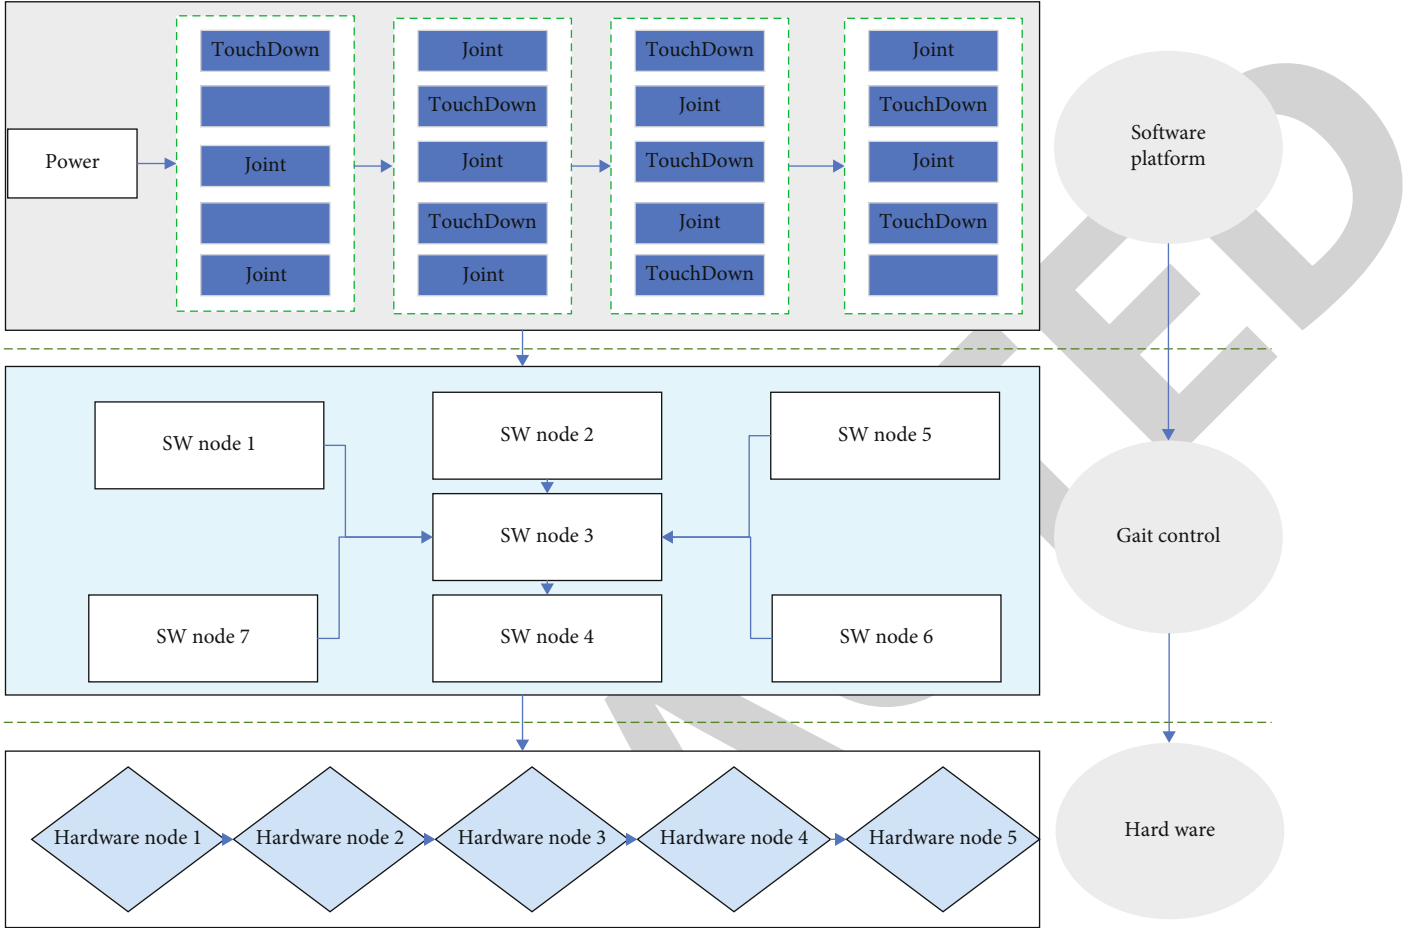 TouchDown
Joint
TouchDown
Joint
TouchDown
Joint
TouchDown
Power
Joint
Joint
TouchDown
Joint
TouchDown
Joint
TouchDown
Joint
Joint
TouchDown
Software
platform
SW node 1
SW node 2
SW node 5
SW node 3
SW node 7
SW node 4
SW node 6
Gait control
Hardware node 1
Hardware node 2
Hardware node 3
Hardware node 4
Hardware node 5
Hard ware